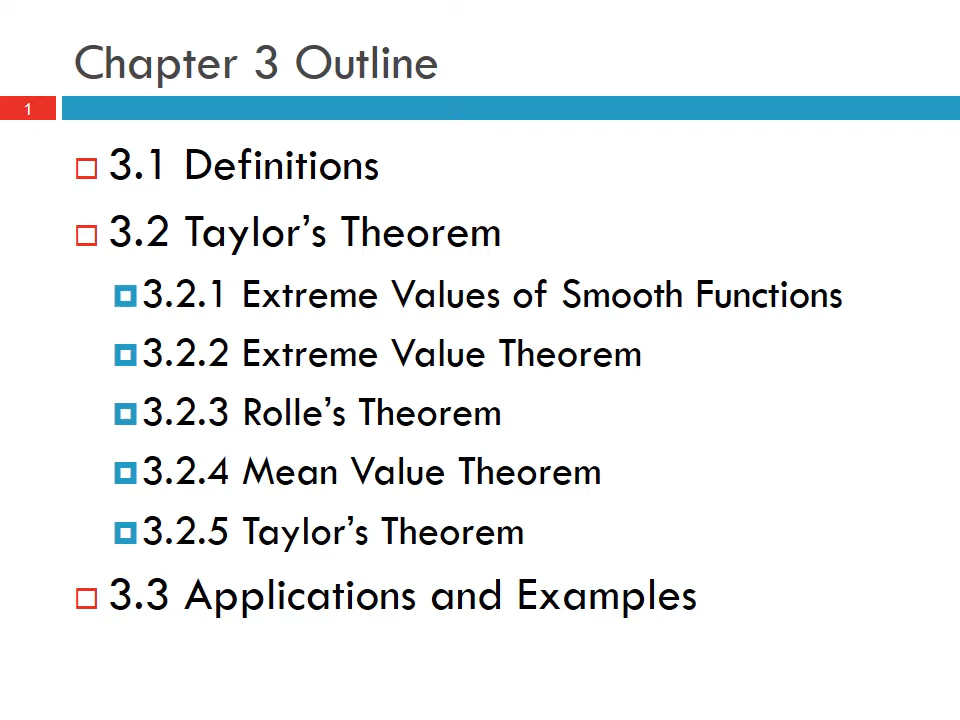 Chapter 3 Outline
1
3.1 Definitions
3.2 Taylor’s Theorem
3.2.1 Extreme Values of Smooth Functions
3.2.2 Extreme Value Theorem
3.2.3 Rolle’s Theorem
3.2.4 Mean Value Theorem
3.2.5 Taylor’s Theorem
3.3 Applications and Examples